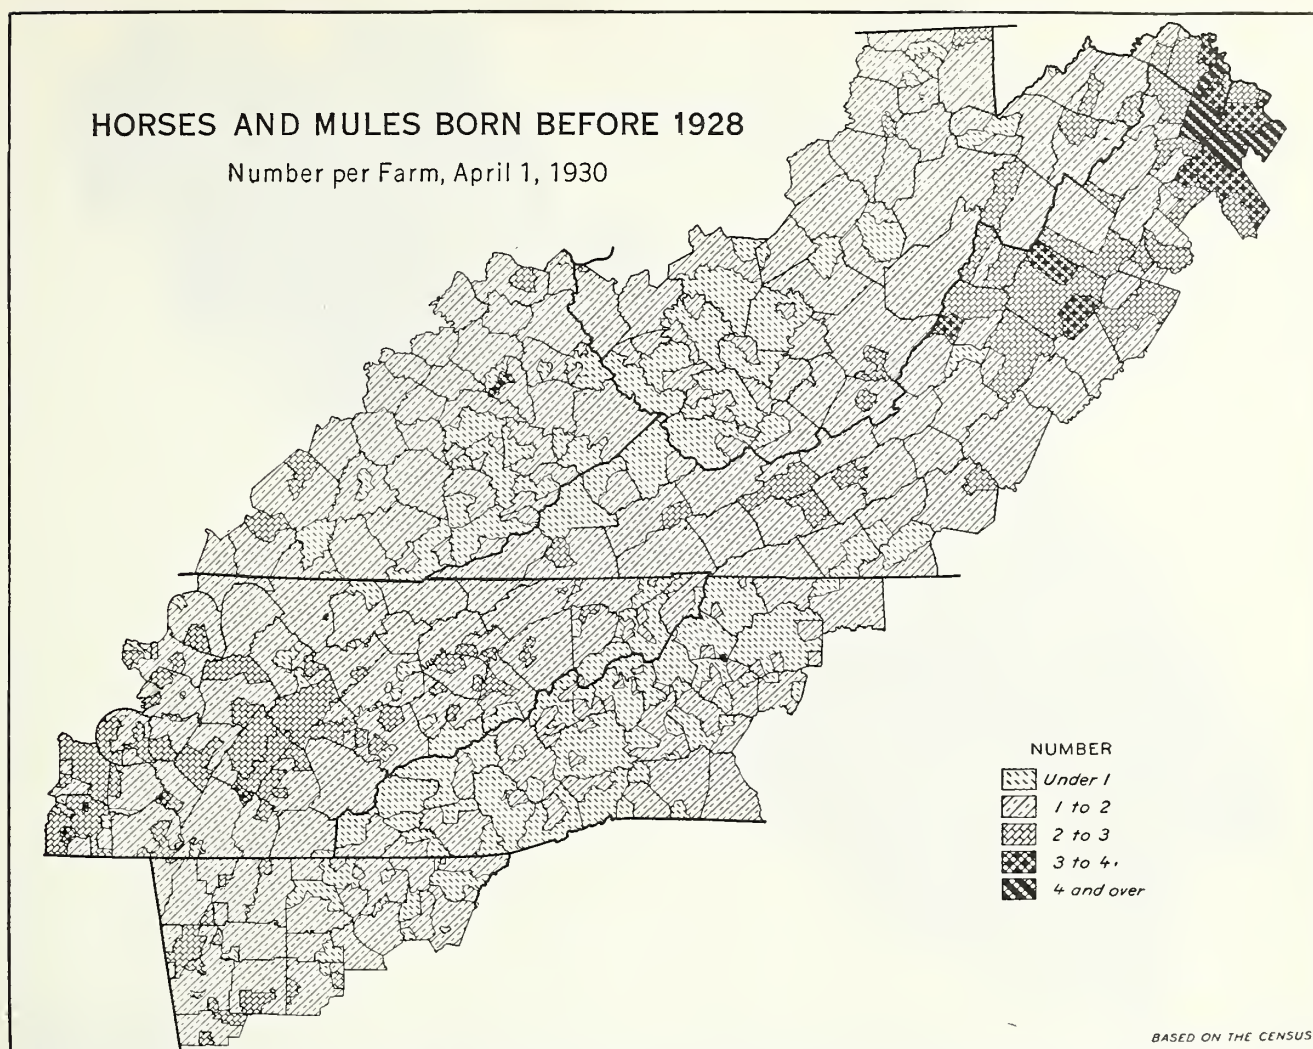 HORSES AND MULES BORN BEFORE 1928
Number per Farm, April 1, 1930
NUMBER
Under 1
1 to 2
2 to 3
3 to 4
4 and over
BASED ON THE CENSUS